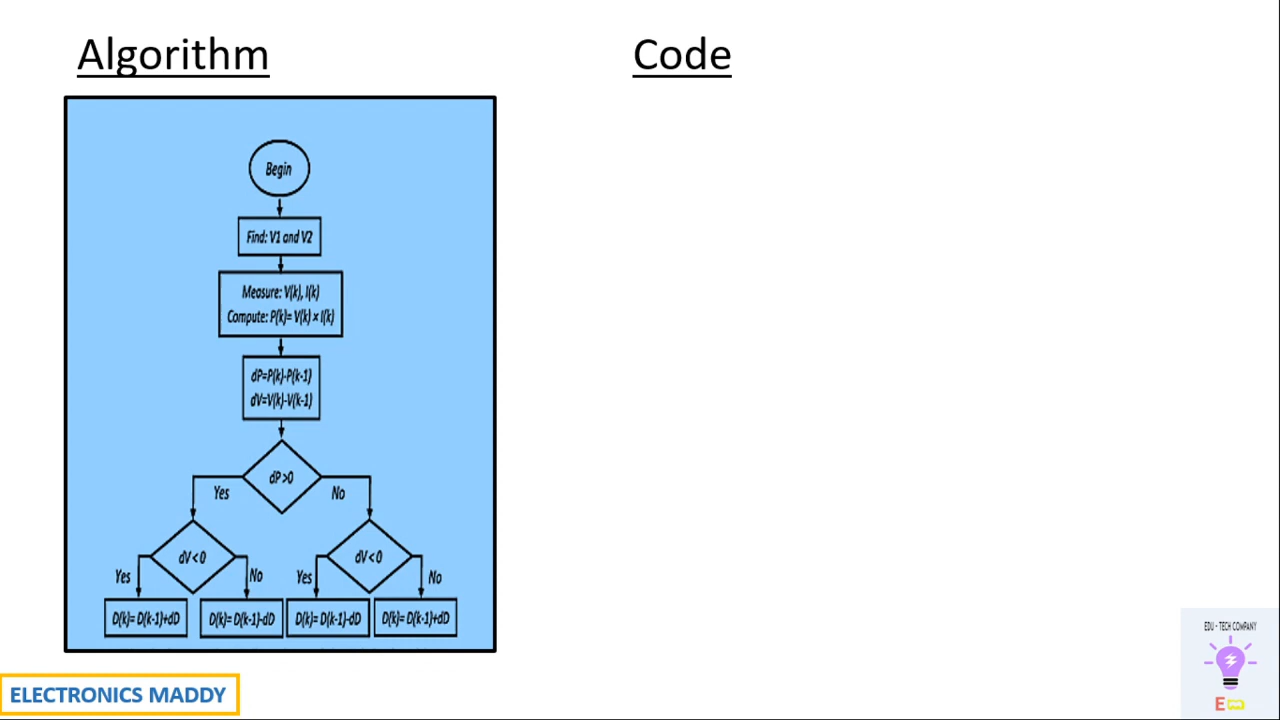 Algorithm
Code
Begin
Find: V1 and V2
Measure: V(k), I(k)
Compute: P(k)= V(k) × I(k)
dP=P(k)-P(k-1)
dV=V(k)-V(k-1)
dP >0
Yes
No
dV < 0
dV < 0
Yes
No
Yes
No
D(k)= D(k-1)+dD
D(k)= D(k-1)-dD
D(k)= D(k-1)-dD
D(k)= D(k-1)+dD
EDU - TECH COMPANY
ELECTRONICS MADDY